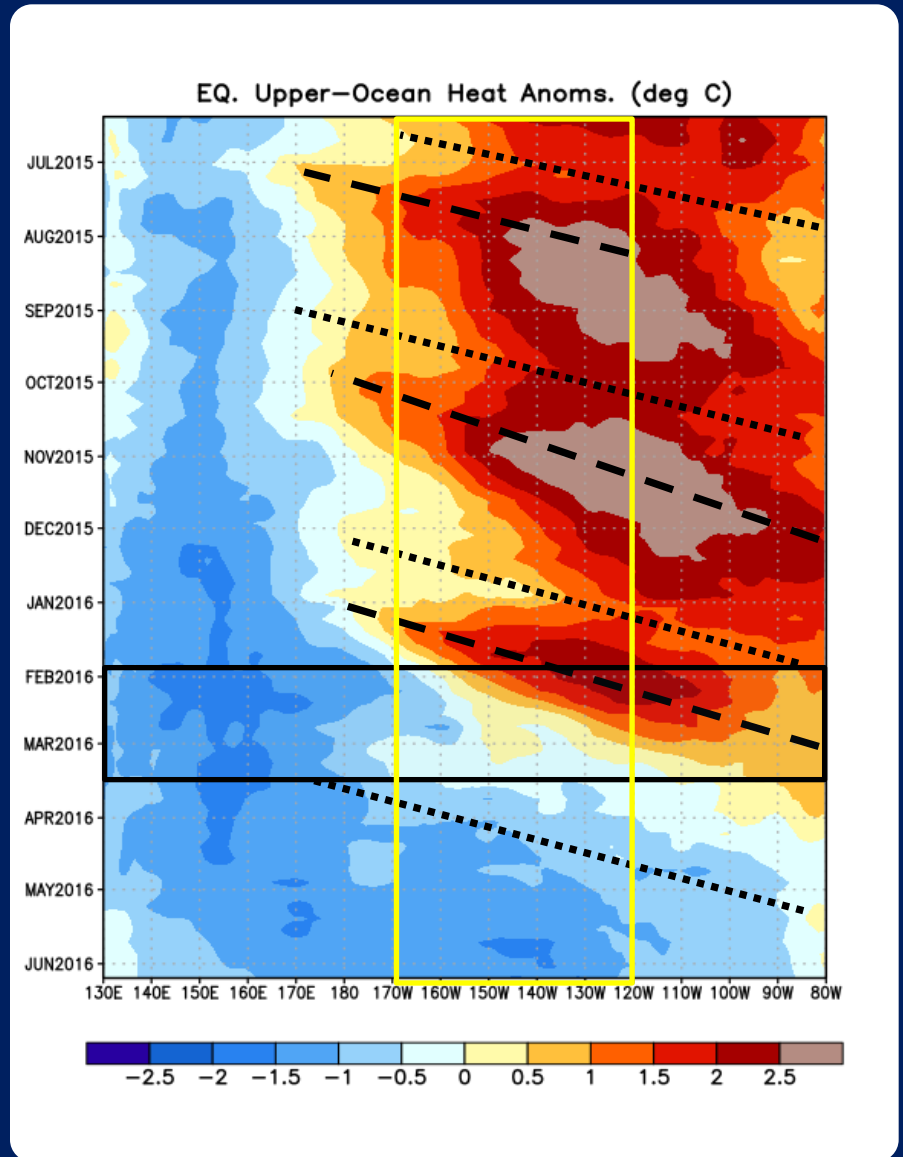 EQ. Upper-Ocean Heat Anoms. (deg C)
JUL2015
AUG2015
SEP2015
OCT2015
NOV2015
DEC2015
JAN2016
FEB2016
MAR2016
APR2016
MAY2016
JUN2016
130E 140E 150E 160E 170E 180 170W 160W 150W 140W 130W 120W 110W 100W 90W 80W
-2.5 -2 -1.5 -1 -0.5 0 0.5 1 1.5 2 2.5